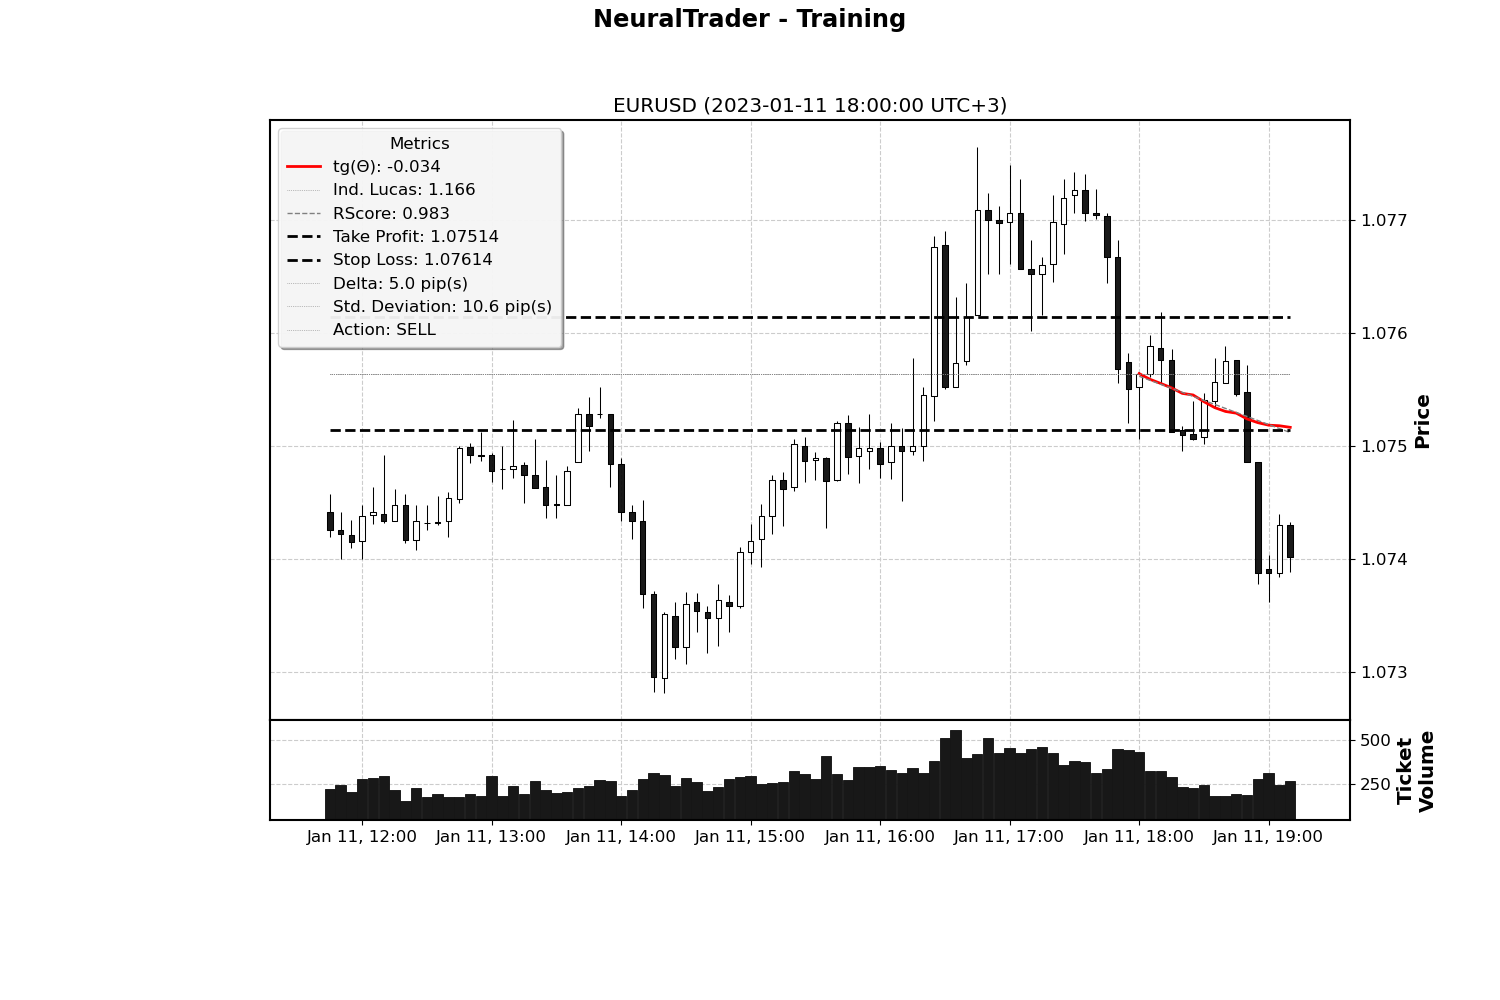 NeuralTrader - Training
EURUSD (2023-01-11 18:00:00 UTC+3)
Metrics
tg(Θ): -0.034
Ind. Lucas: 1.166
RScore: 0.983
Take Profit: 1.07514
Stop Loss: 1.07614
Delta: 5.0 pip(s)
Std. Deviation: 10.6 pip(s)
Action: SELL
1.077
1.076
1.075
1.074
1.073
Price
500
250
Ticket
Volume
Jan 11, 12:00
Jan 11, 13:00
Jan 11, 14:00
Jan 11, 15:00
Jan 11, 16:00
Jan 11, 17:00
Jan 11, 18:00
Jan 11, 19:00